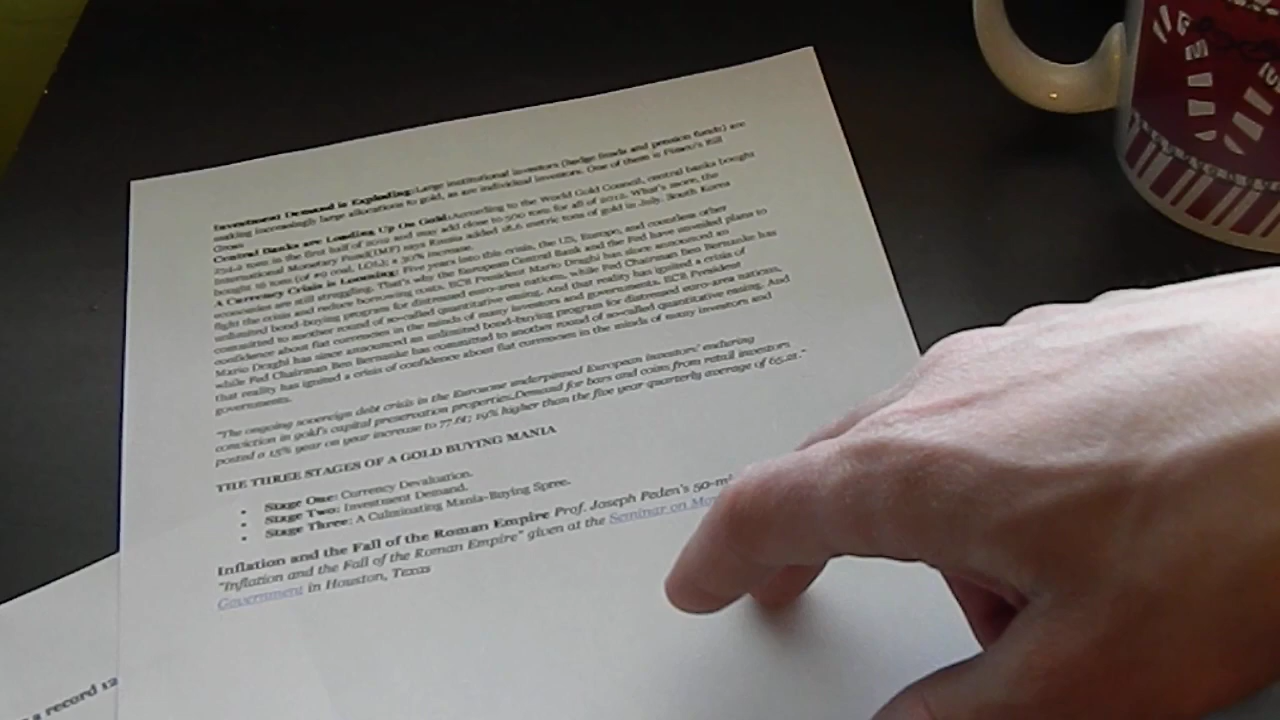 Investment Demand is Exploding: Large institutional investors (hedge funds and pension funds) are
making increasingly large allocations to gold, as are individual investors. One of them is Pimco's Bill
Gross
Central Banks are Loading Up On Gold: According to the World Gold Council, central banks bought
254.2 tons in the first half of 2012 and may add close to 500 tons for all of 2012. What's more, the
International Monetary Fund(IMF) says Russia added 18.6 metric tons of gold in July. South Korea
bought 16 tons (of #9 coal, LOL); a 30% increase.
A Currency Crisis is Looming: Five years into this crisis, the US, Europe, and countless other
economies are still struggling. That's why the European Central Bank and the Fed have unveiled plans to
fight the crisis and reduce borrowing costs. ECB President Mario Draghi has since announced an
unlimited bond-buying program for distressed euro-area nations, while Fed Chairman Ben Bernanke has
committed to another round of so-called quantitative easing. And that reality has ignited a crisis of
confidence about fiat currencies in the minds of many investors and governments. ECB President
Mario Draghi has since announced an unlimited bond-buying program for distressed euro-area nations,
while Fed Chairman Ben Bernanke has committed to another round of so-called quantitative easing. And
that reality has ignited a crisis of confidence about fiat currencies in the minds of many investors and
governments.
"The ongoing sovereign debt crisis in the Eurozone underpinned European investors' enduring
conviction in gold's capital preservation properties.Demand for bars and coins from retail investors
posted a 15% year on year increase to 77.6t; 19% higher than the five year quarterly average of 65.2t."
THE THREE STAGES OF A GOLD BUYING MANIA
• Stage One: Currency Devaluation.
• Stage Two: Investment Demand.
• Stage Three: A Culminating Mania-Buying Spree.
Inflation and the Fall of the Roman Empire Prof. Joseph Peden's 50-mi
"Inflation and the Fall of the Roman Empire" given at the Seminar on Mo
Government in Houston, Texas
a record 12